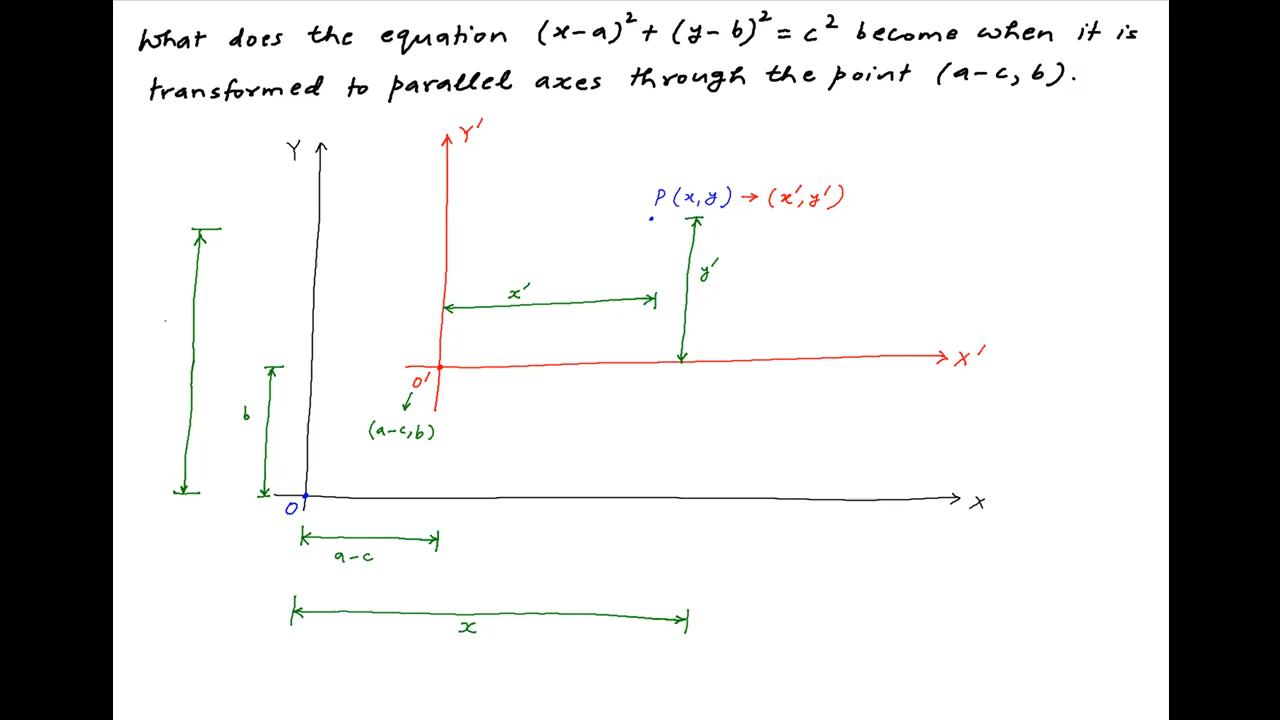 What does the equation (x-a)² + (y-b)² = c² become when it is
transformed to parallel axes through the point (a-c, b).
Y
Y'
P(x,y) → (x',y')
y'
x'
X'
O'
b
(a-c,b)
O
X
a-c
x